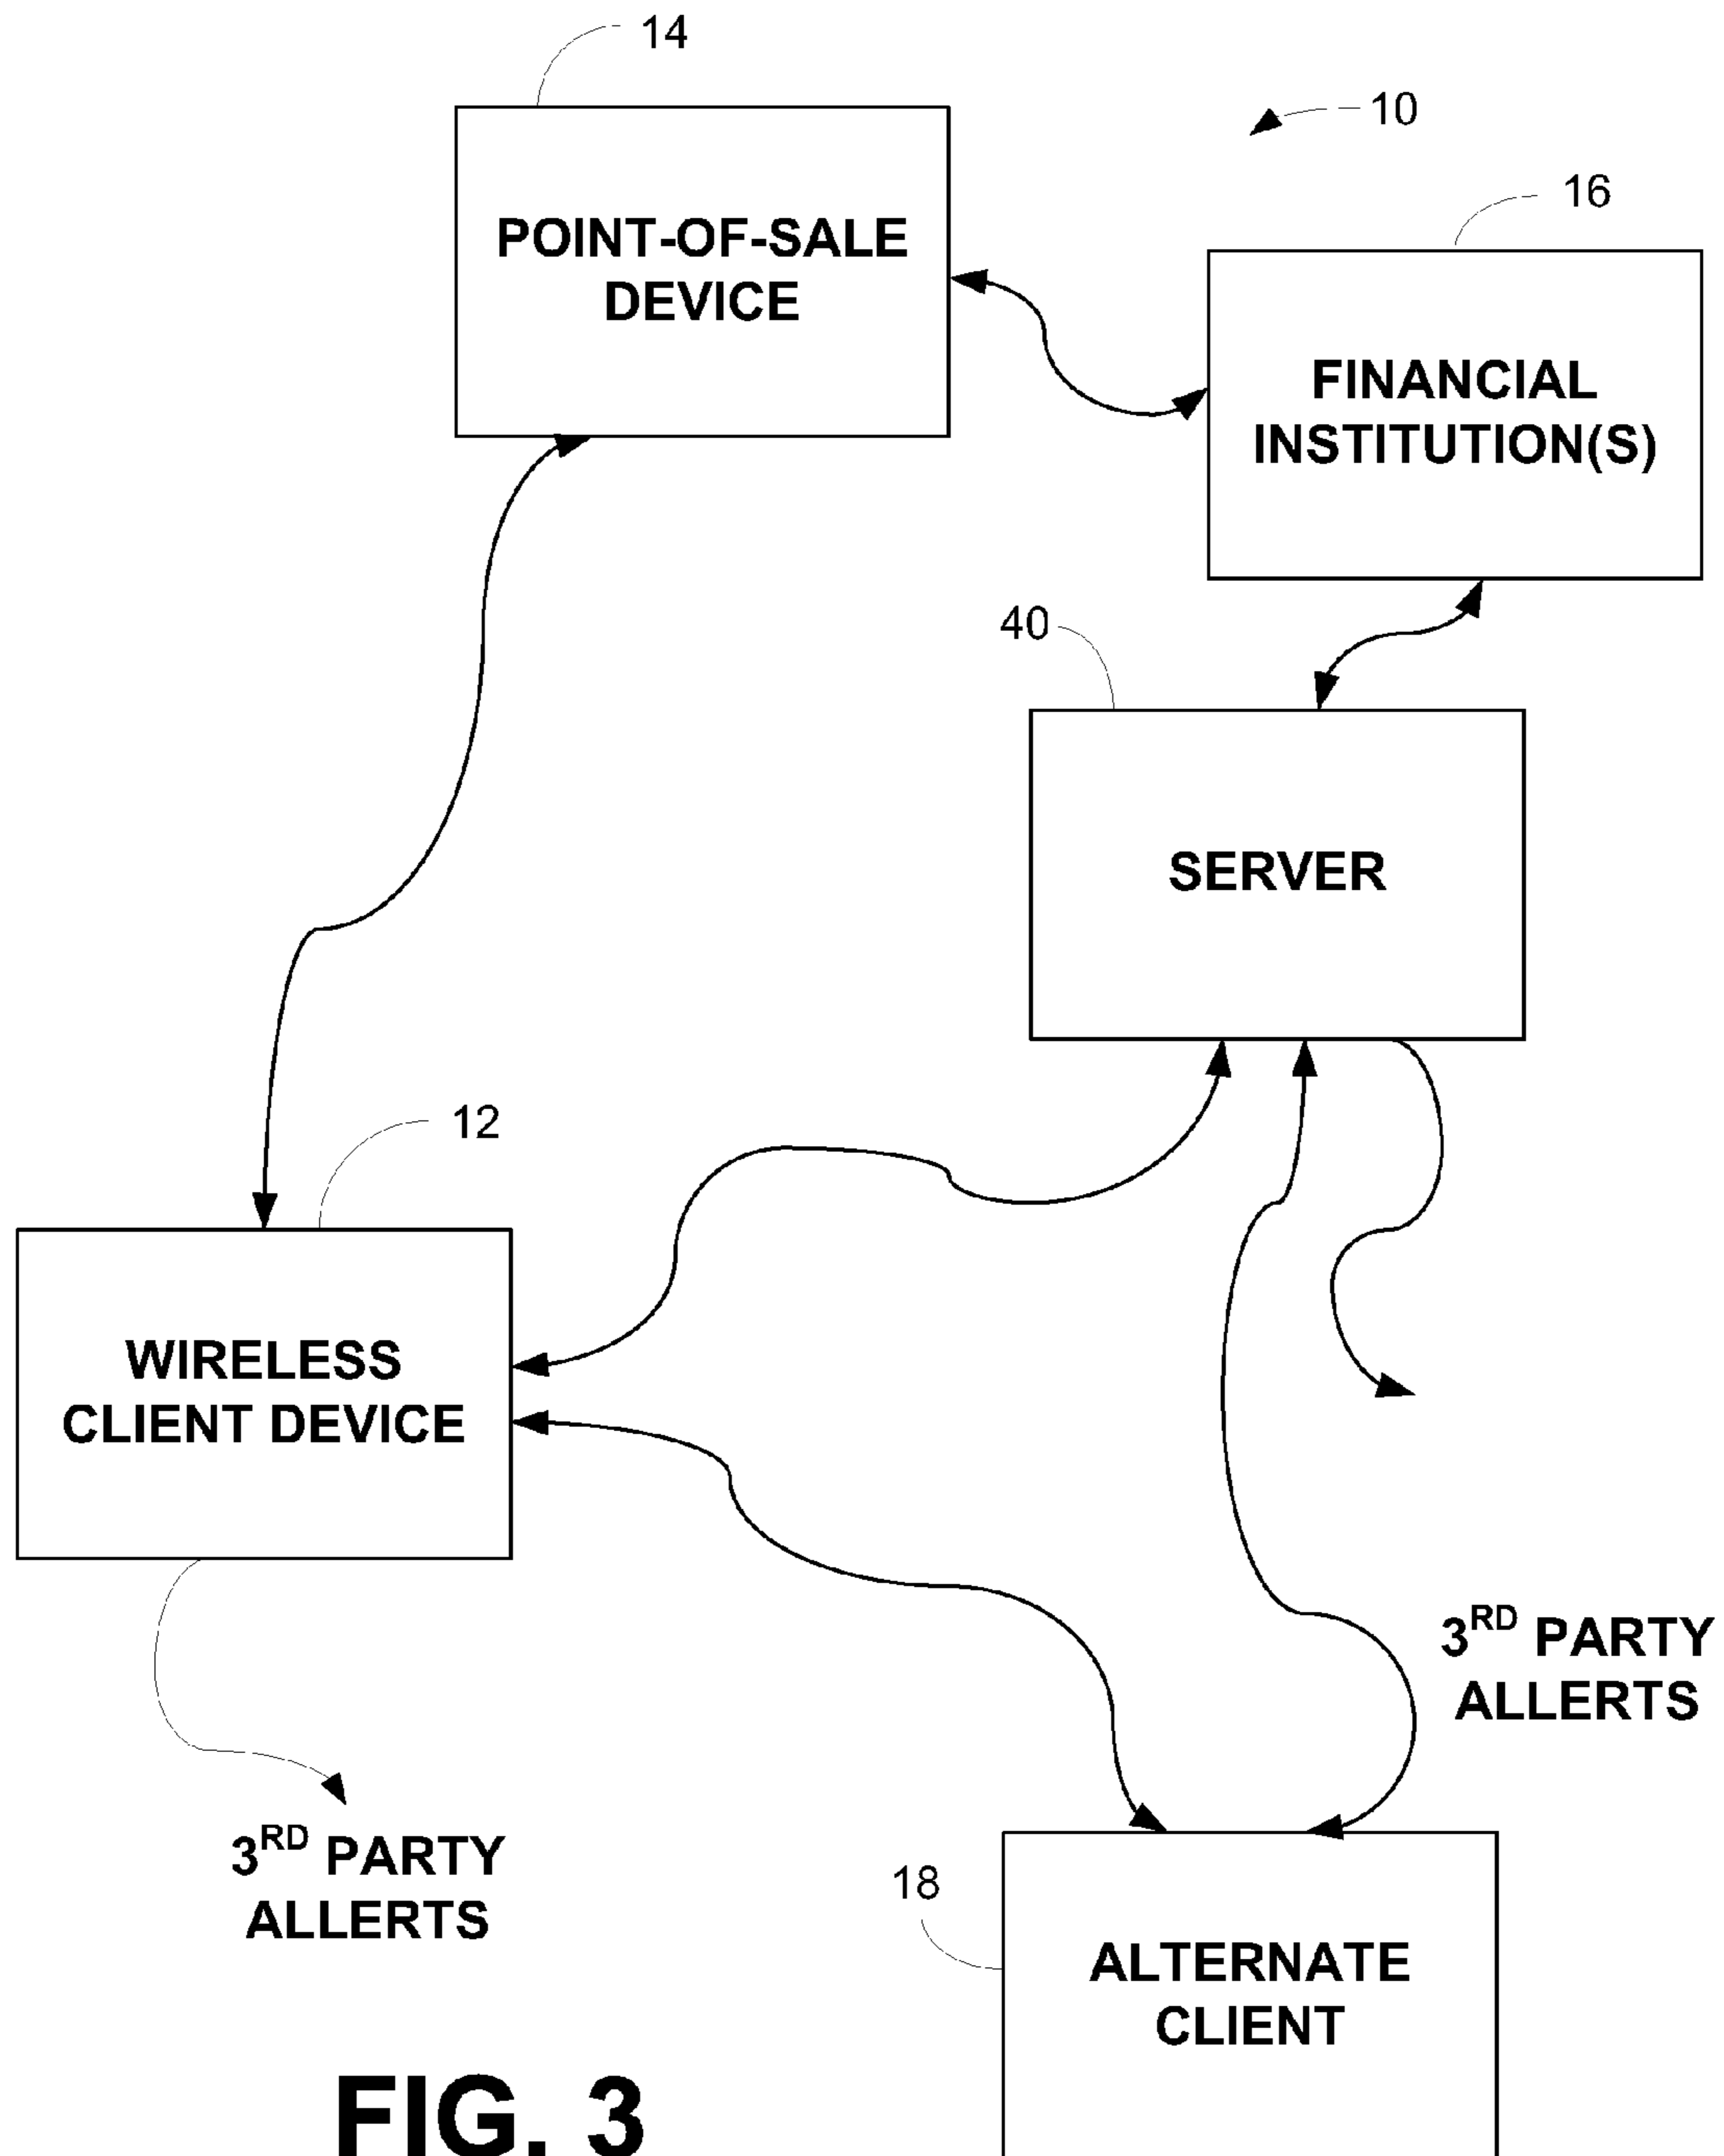 14
10
POINT-OF-SALE
DEVICE
16
FINANCIAL
INSTITUTION(S)
40
SERVER
12
WIRELESS
CLIENT DEVICE
3RD PARTY
ALLERTS
3RD PARTY
ALLERTS
18
ALTERNATE
CLIENT
FIG. 3